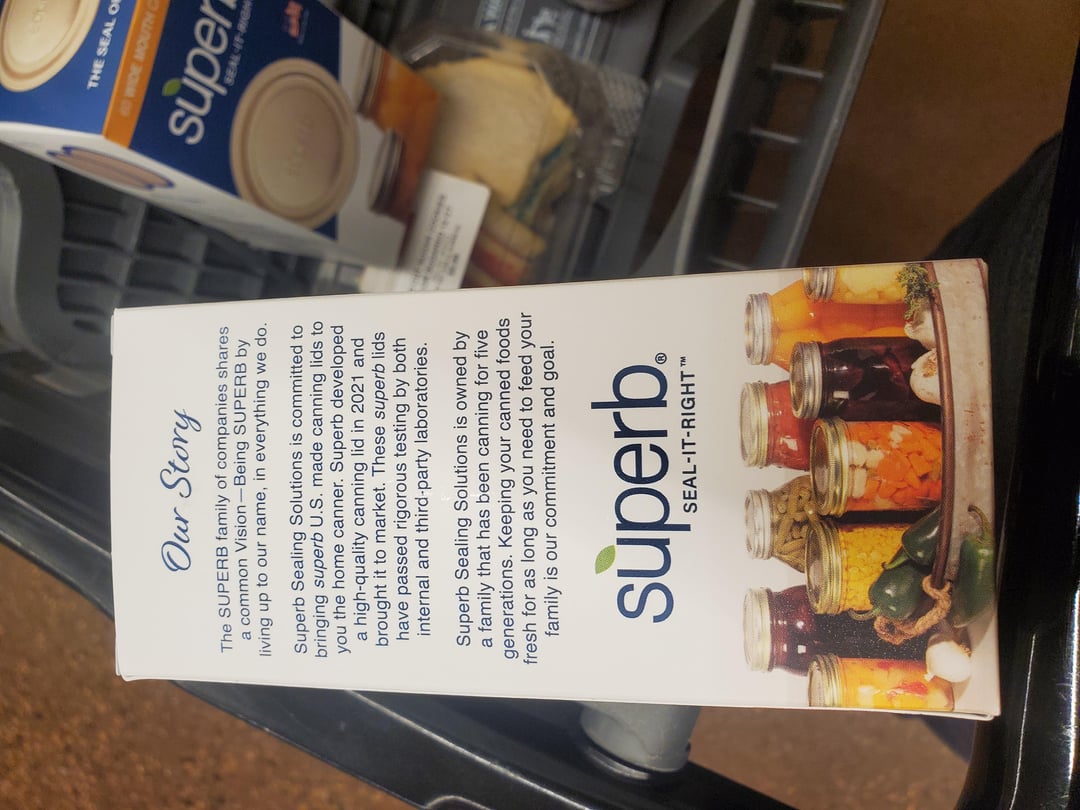 Our Story
The SUPERB family of companies shares
a common Vision—Being SUPERB by
living up to our name, in everything we do.
Superb Sealing Solutions is committed to
bringing superb U.S. made canning lids to
you the home canner. Superb developed
a high-quality canning lid in 2021 and
brought it to market. These superb lids
have passed rigorous testing by both
internal and third-party laboratories.
Superb Sealing Solutions is owned by
a family that has been canning for five
generations. Keeping your canned foods
fresh for as long as you need to feed your
family is our commitment and goal.
superb®
SEAL-IT-RIGHT™
THE SEAL
WIDE MOUTH
superb
SEAL-IT-RIGH